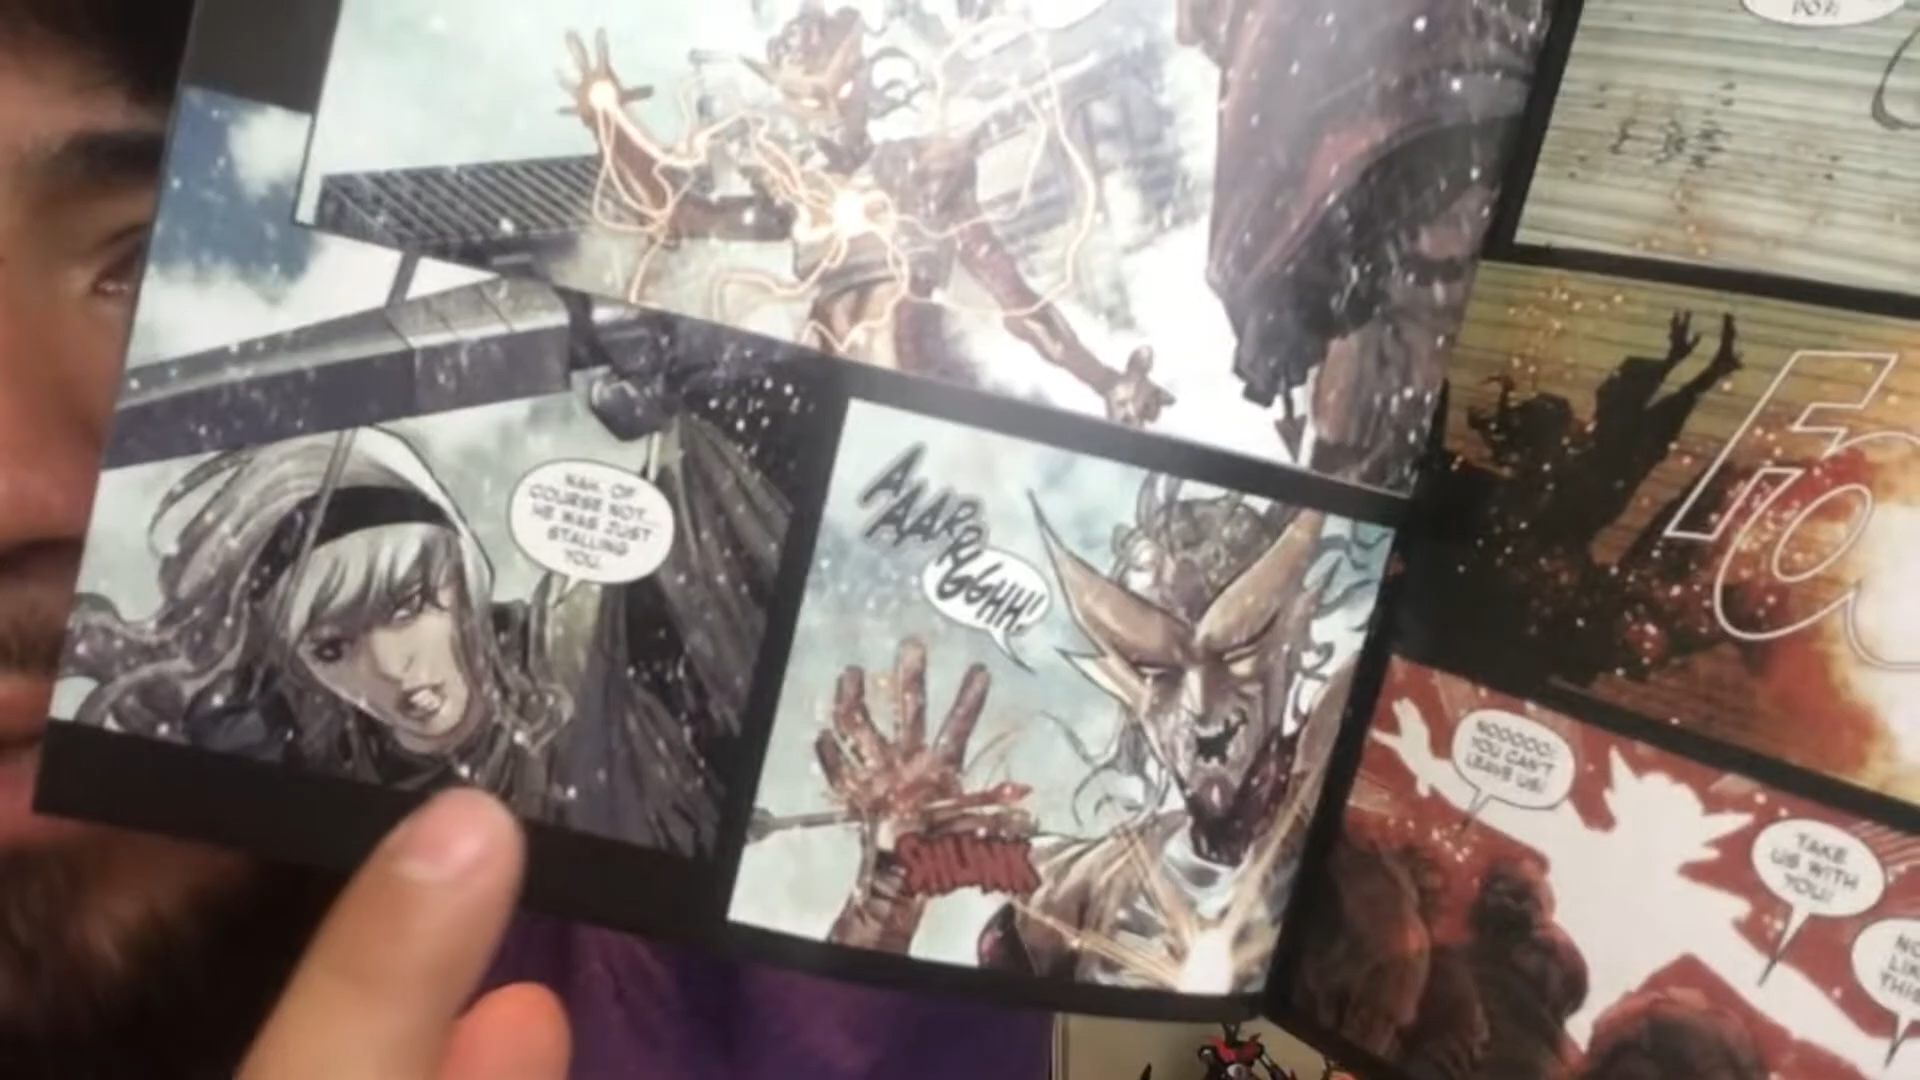 NAH. OF
COURSE NOT...
HE WAS JUST
STALLING
YOU.
AAARRGGHH!
SHUNK
NOOOOO!
YOU CAN'T
LEAVE US!
TAKE
US WITH
YOU!